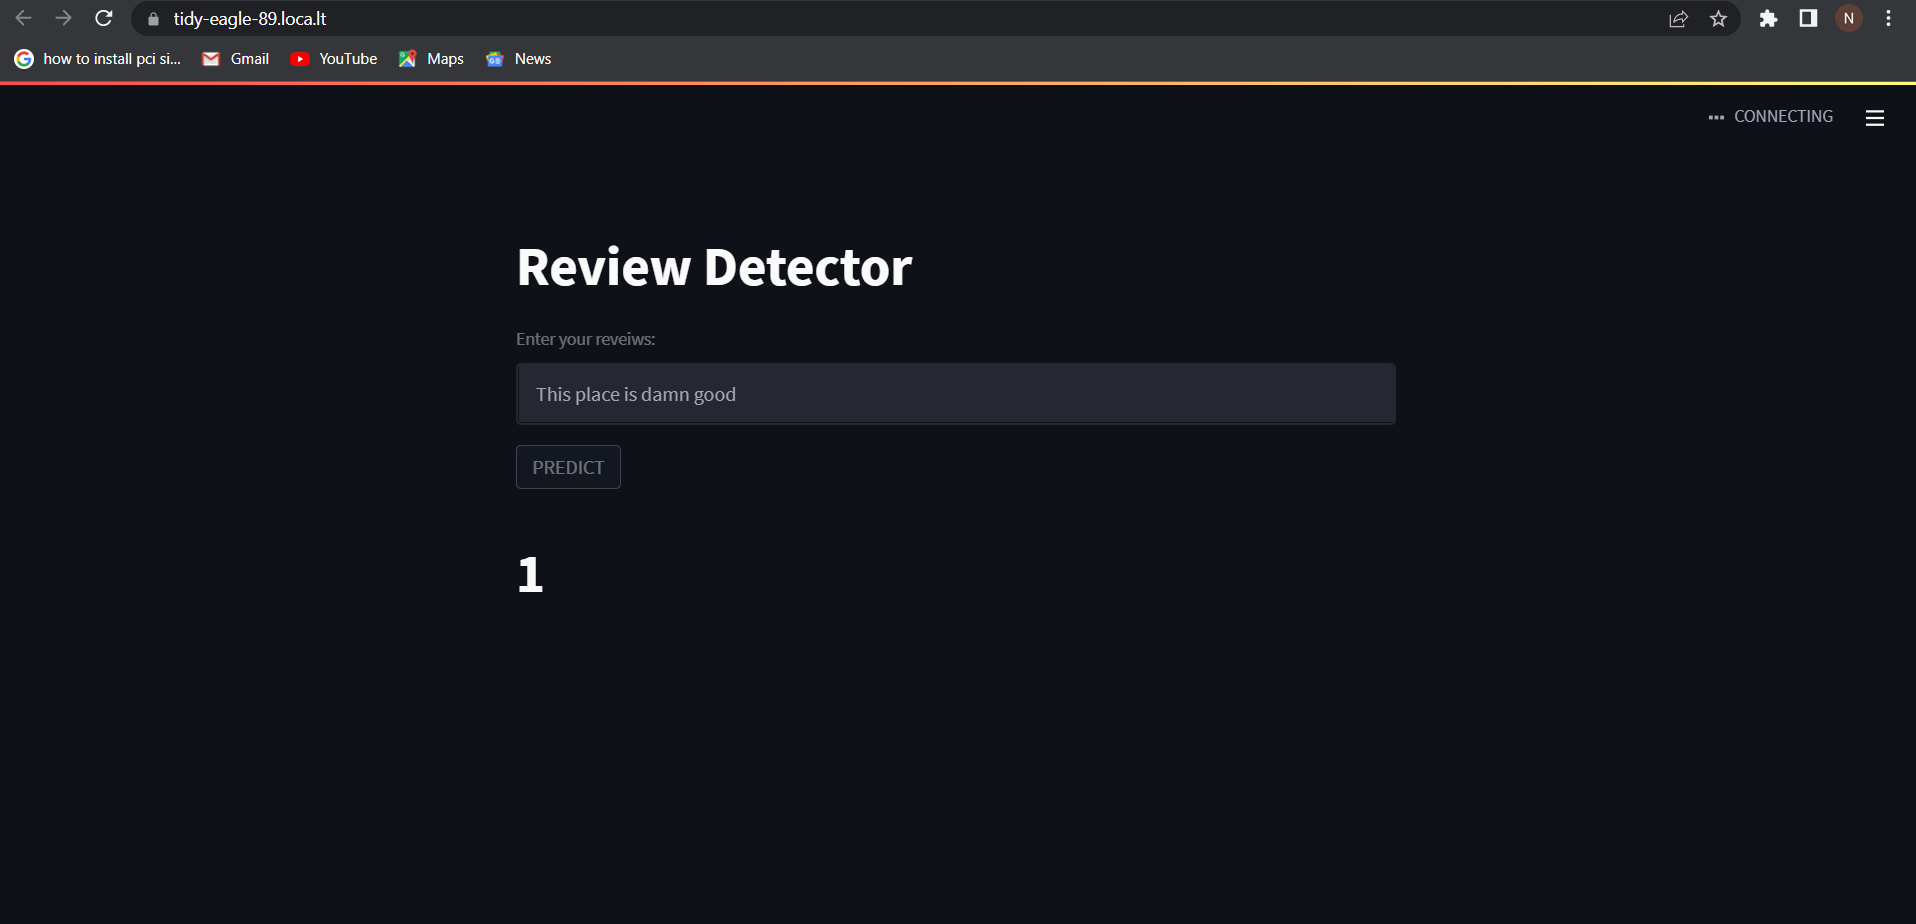 tidy-eagle-89.loca.lt
N
how to install pci si... Gmail YouTube Maps News
CONNECTING
Review Detector
Enter your reveiws:
This place is damn good
PREDICT
1